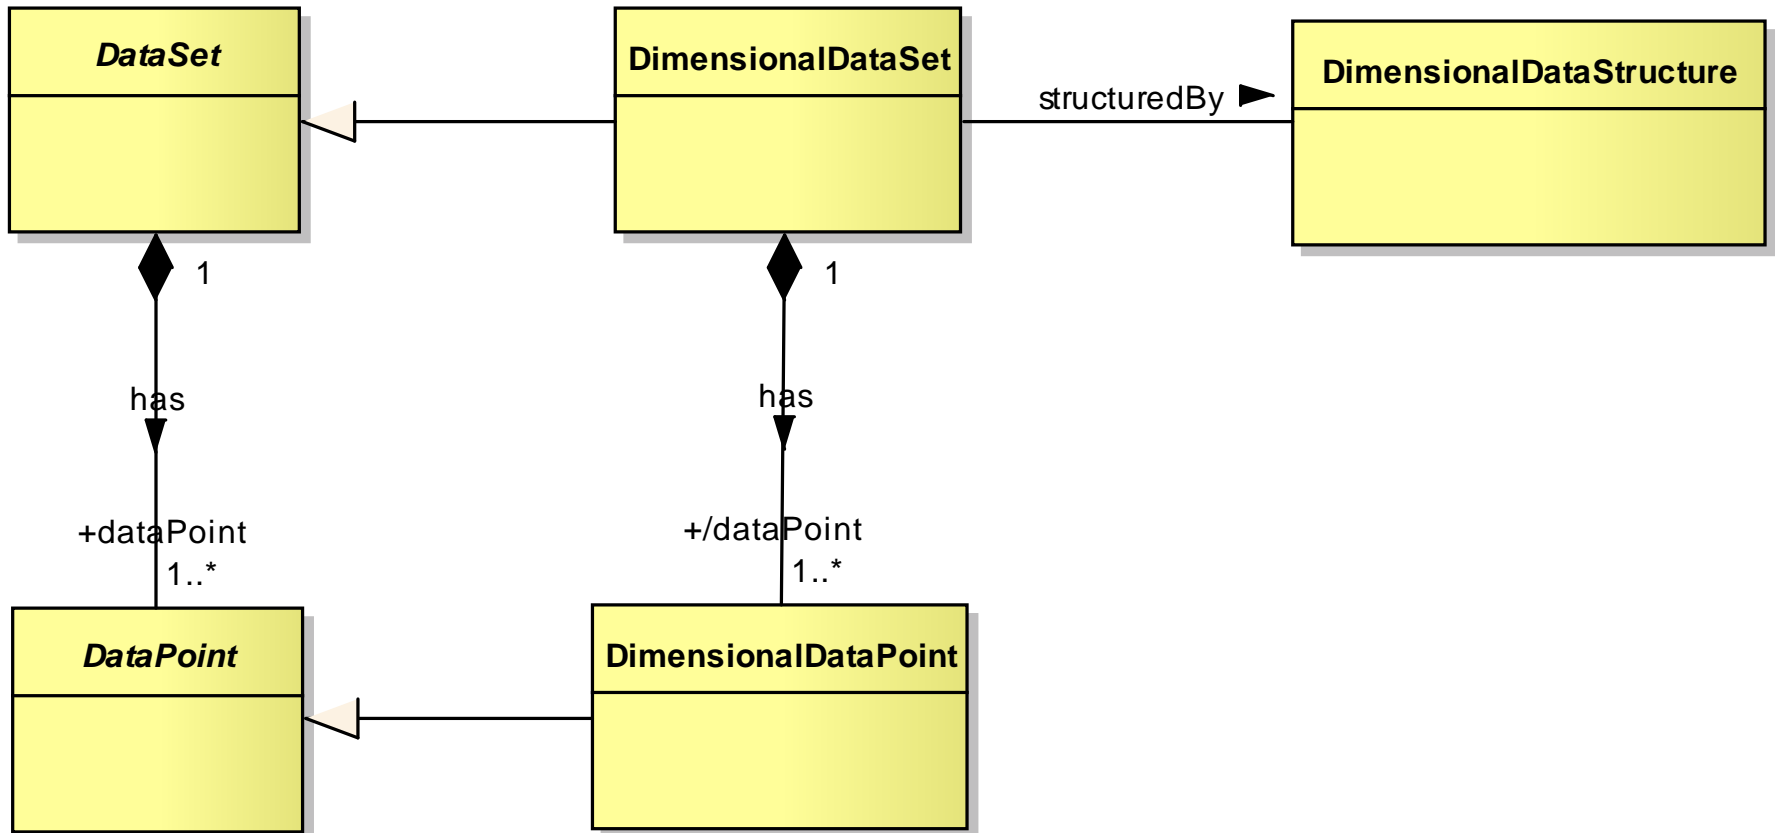 DataSet
DimensionalDataSet
DimensionalDataStructure
structuredBy
1
1
has
has
+dataPoint
+/dataPoint
1..*
1..*
DataPoint
DimensionalDataPoint